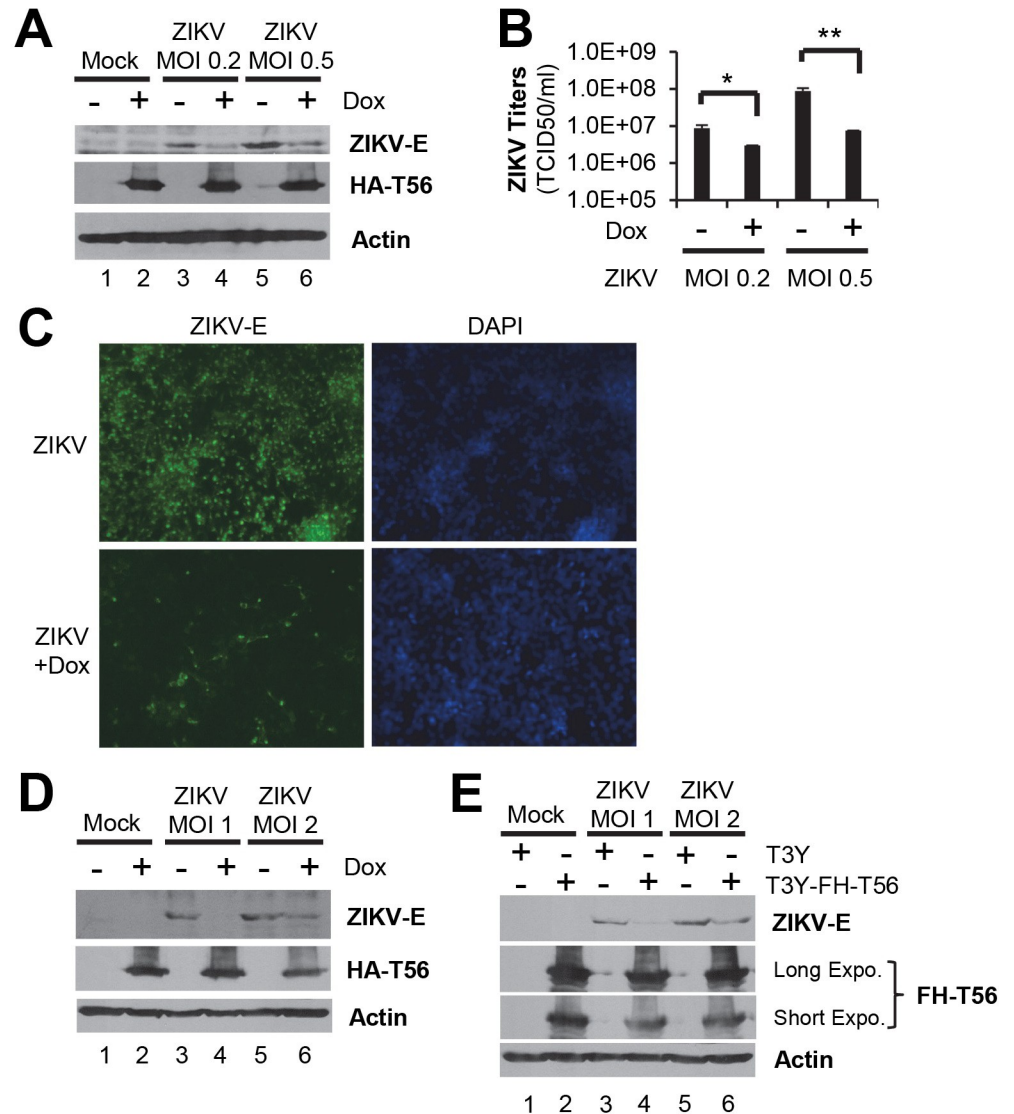 A
Mock
ZIKV MOI 0.2
ZIKV MOI 0.5
- + - + - + Dox
ZIKV-E
HA-T56
Actin
1 2 3 4 5 6
B
ZIKV Titers
(TCID50/ml)
1.0E+09
1.0E+08
1.0E+07
1.0E+06
1.0E+05
*
**
Dox - + - +
ZIKV MOI 0.2 MOI 0.5
C
ZIKV-E DAPI
ZIKV
ZIKV
+Dox
D
Mock
ZIKV MOI 1
ZIKV MOI 2
- + - + - + Dox
ZIKV-E
HA-T56
Actin
1 2 3 4 5 6
E
Mock
ZIKV MOI 1
ZIKV MOI 2
+ - + - + - T3Y
- + - + - + T3Y-FH-T56
ZIKV-E
Long Expo.
Short Expo.
FH-T56
Actin
1 2 3 4 5 6